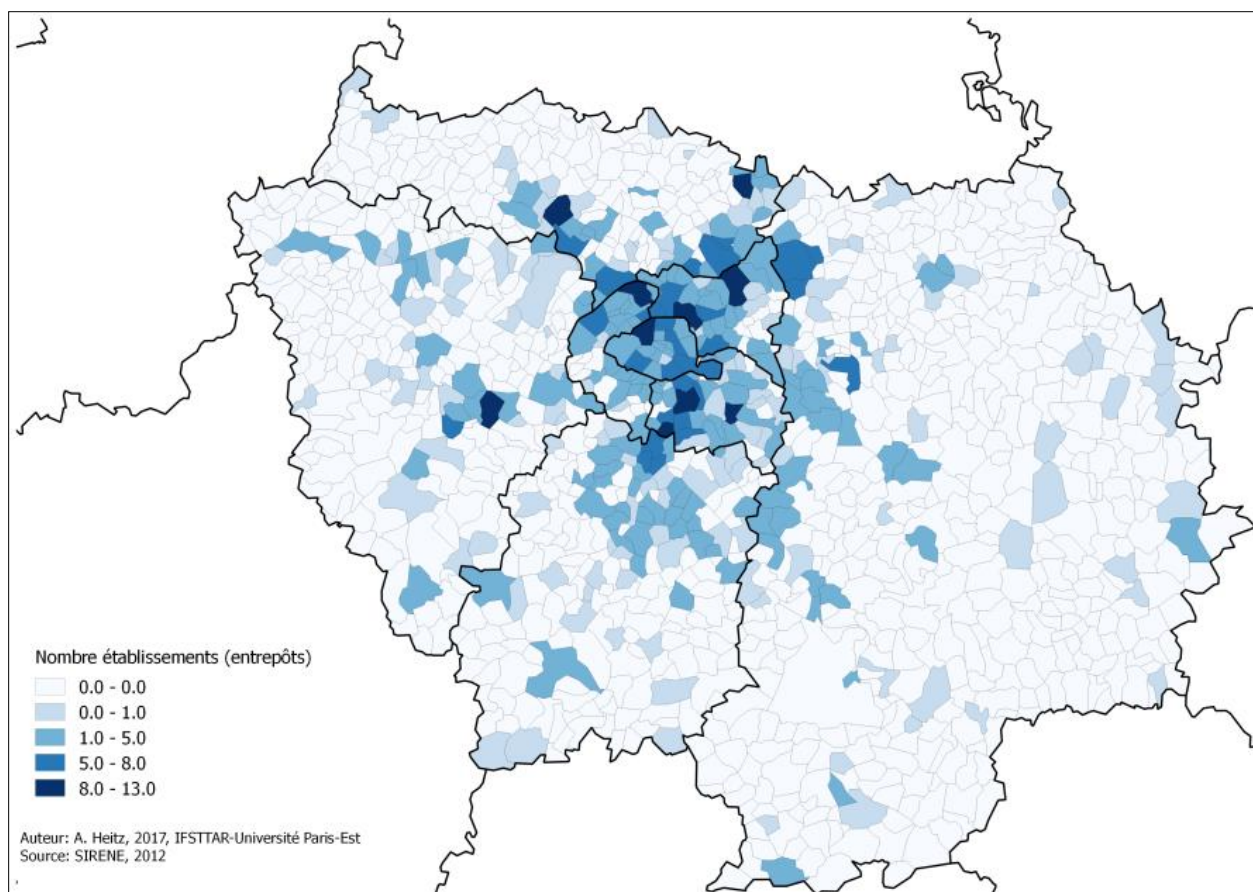 Nombre établissements (entrepôts)
0.0 - 0.0
0.0 - 1.0
1.0 - 5.0
5.0 - 8.0
8.0 - 13.0
Auteur: A. Heitz, 2017, IFSTTAR-Université Paris-Est
Source: SIRENE, 2012